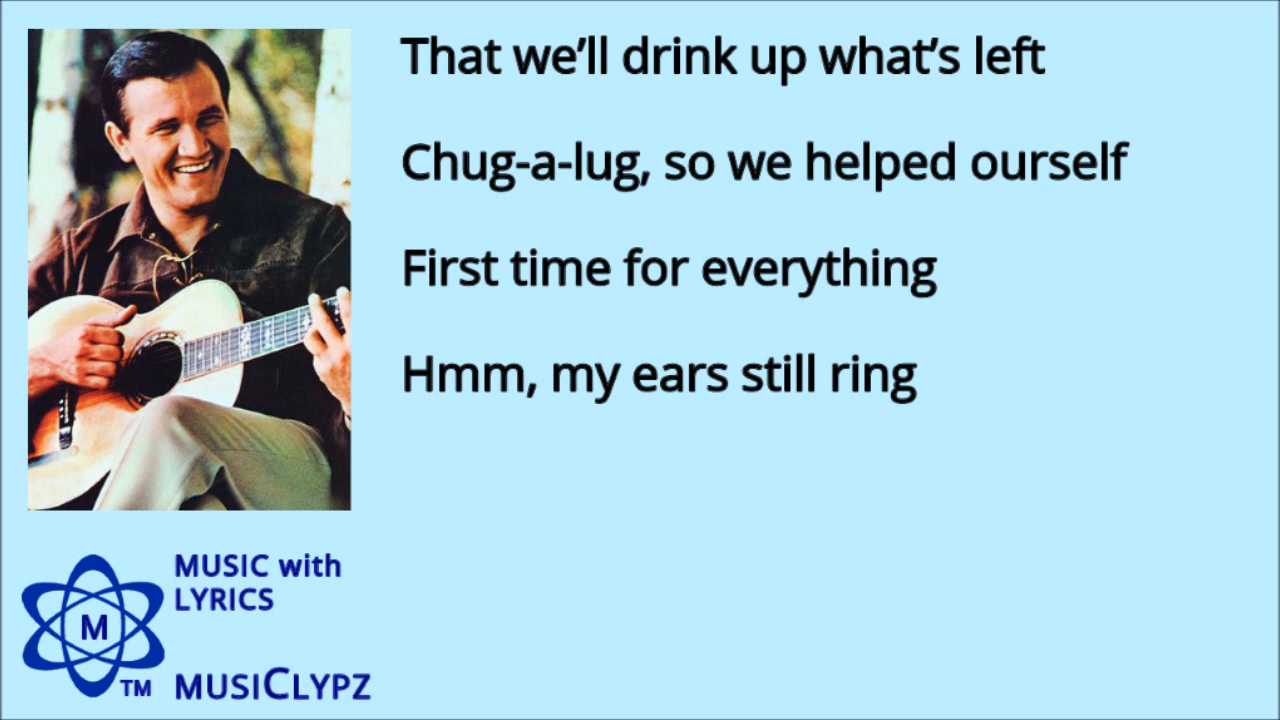 That we’ll drink up what’s left
Chug-a-lug, so we helped ourself
First time for everything
Hmm, my ears still ring
MUSIC with
LYRICS
M
TM
MUSICLYPZ